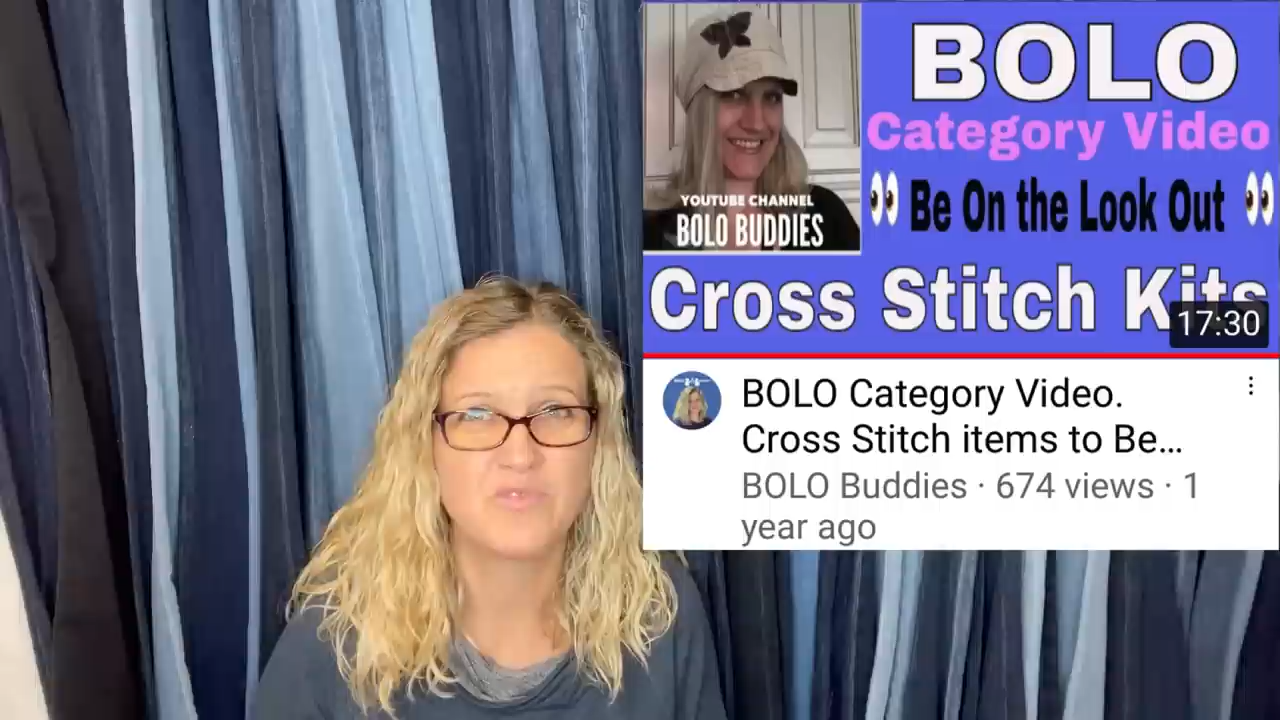 BOLO
Category Video
👀 Be On the Look Out 👀
YOUTUBE CHANNEL
BOLO BUDDIES
Cross Stitch Kits
17:30
BOLO Category Video.
Cross Stitch items to Be...
BOLO Buddies · 674 views · 1
year ago